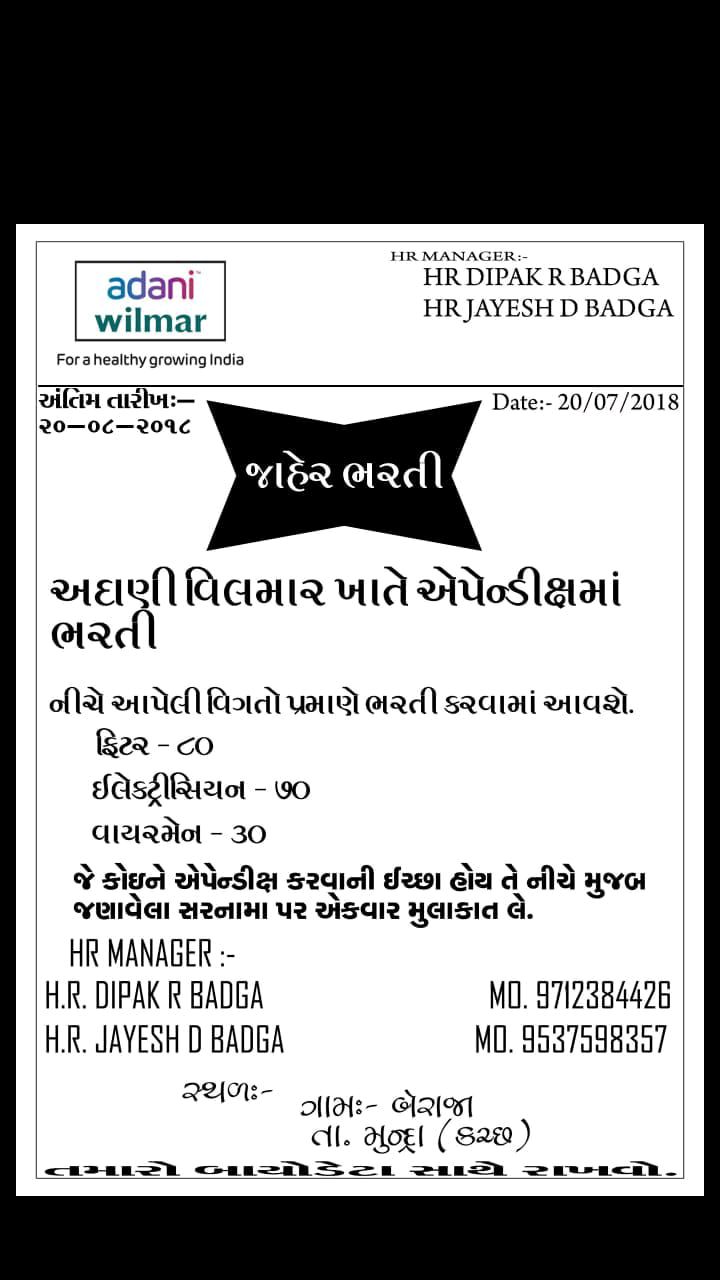 adani™
wilmar
For a healthy growing India
HR MANAGER:-
HR DIPAK R BADGA
HR JAYESH D BADGA
અંતિમ તારીખઃ—
૨૦—૦૮—૨૦૧૮
Date:- 20/07/2018
જાહેર ભરતી
અદાણી વિલમાર ખાતે એપેન્ડીક્ષમાં
ભરતી
નીચે આપેલી વિગતો પ્રમાણે ભરતી કરવામાં આવશે.
ફિટર - ૮૦
ઈલેક્ટ્રીસિયન - ૭૦
વાયરમેન - ૩૦
જે કોઇને એપેન્ડીક્ષ કરવાની ઈચ્છા હોય તે નીચે મુજબ
જણાવેલા સરનામા પર એકવાર મુલાકાત લે.
HR MANAGER :-
H.R. DIPAK R BADGA MO. 9712384426
H.R. JAYESH D BADGA MO. 9537598357
સ્થળઃ-
ગામઃ- બેરાજા
તા. મુન્દ્રા (કચ્છ)
તમારો બાયોડેટા સાથે રાખવો.